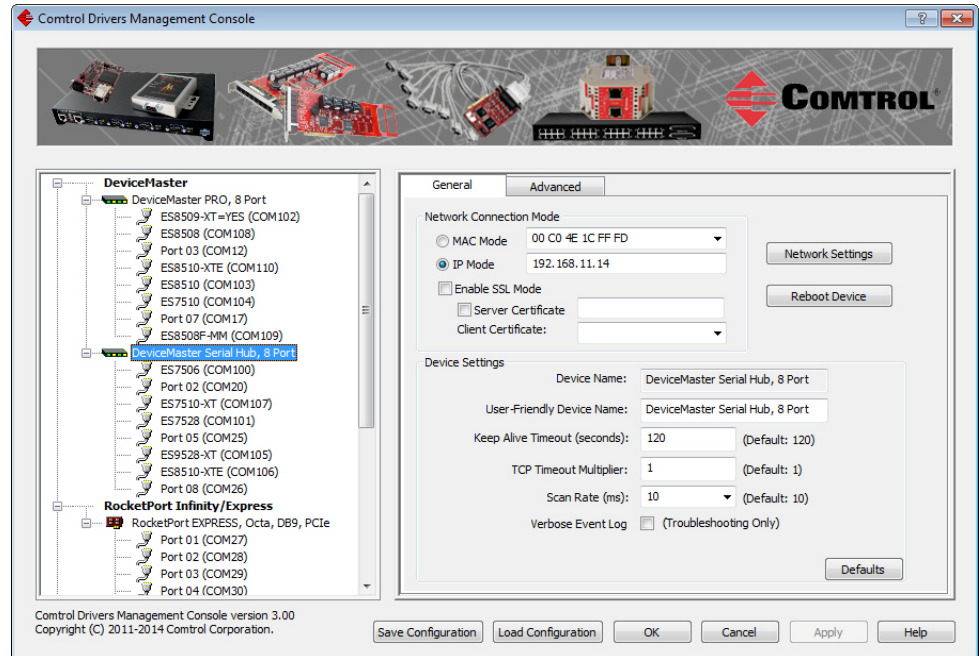 Comtrol Drivers Management Console
COMTROL
DeviceMaster
DeviceMaster PRO, 8 Port
ES8509-XT=YES (COM102)
ES8508 (COM108)
Port 03 (COM12)
ES8510-XTE (COM110)
ES8510 (COM103)
ES7510 (COM104)
Port 07 (COM17)
ES8508F-MM (COM109)
DeviceMaster Serial Hub, 8 Port
ES7506 (COM100)
Port 02 (COM20)
ES7510-XT (COM107)
ES7528 (COM101)
Port 05 (COM25)
ES9528-XT (COM105)
ES8510-XTE (COM106)
Port 08 (COM26)
RocketPort Infinity/Express
RocketPort EXPRESS, Octa, DB9, PCIe
Port 01 (COM27)
Port 02 (COM28)
Port 03 (COM29)
Port 04 (COM30)
General Advanced
Network Connection Mode
MAC Mode 00 C0 4E 1C FF FD
IP Mode 192.168.11.14
Enable SSL Mode
Server Certificate
Client Certificate:
Network Settings
Reboot Device
Device Settings
Device Name: DeviceMaster Serial Hub, 8 Port
User-Friendly Device Name: DeviceMaster Serial Hub, 8 Port
Keep Alive Timeout (seconds): 120 (Default: 120)
TCP Timeout Multiplier: 1 (Default: 1)
Scan Rate (ms): 10 (Default: 10)
Verbose Event Log (Troubleshooting Only)
Defaults
Comtrol Drivers Management Console version 3.00
Copyright (C) 2011-2014 Comtrol Corporation.
Save Configuration Load Configuration OK Cancel Apply Help